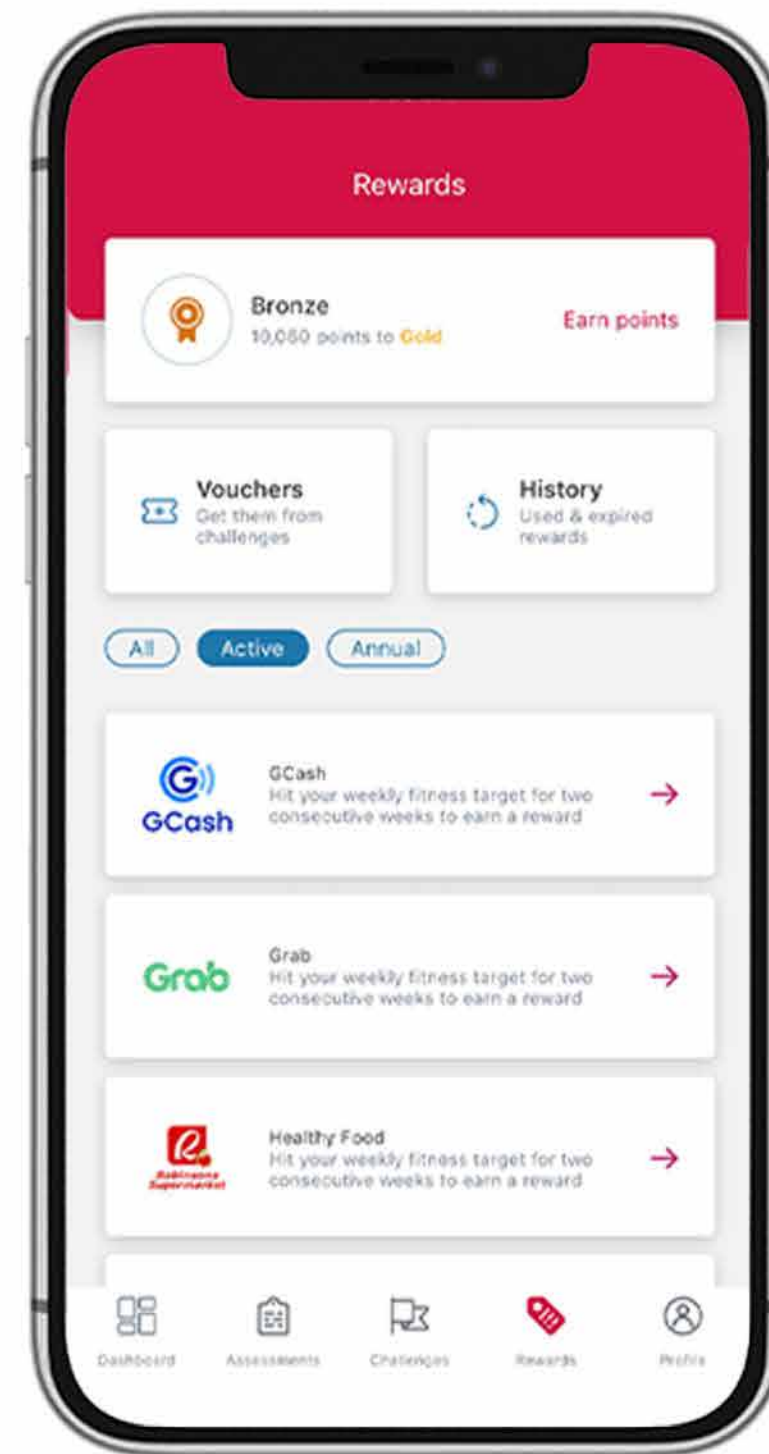 Rewards
Bronze
10,060 points to Gold
Earn points
Vouchers
Get them from
challenges
History
Used & expired
rewards
All
Active
Annual
GCash
GCash
Hit your weekly fitness target for two
consecutive weeks to earn a reward
Grab
Grab
Hit your weekly fitness target for two
consecutive weeks to earn a reward
Robinsons
Supermarket
Healthy Food
Hit your weekly fitness target for two
consecutive weeks to earn a reward
Dashboard
Assessments
Challenges
Rewards
Profile